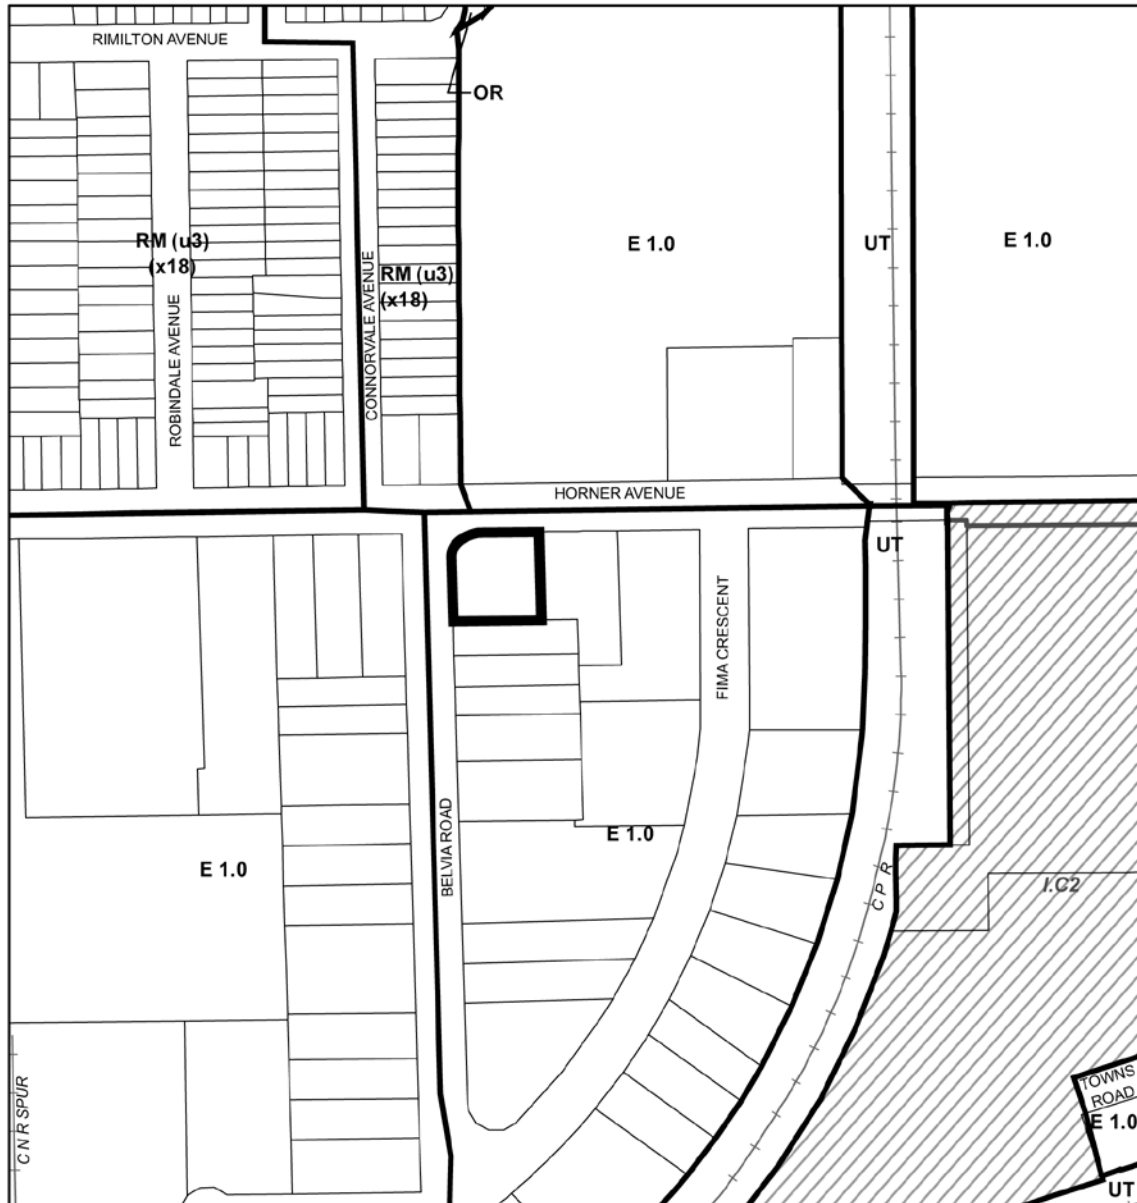 RIMILTON AVENUE
OR
RM (u3)
(x18)
E 1.0
UT
E 1.0
RM (u3)
(x18)
CONNORVALE AVENUE
ROBINDALE AVENUE
HORNER AVENUE
UT
FIMA CRESCENT
E 1.0
BELVIA ROAD
E 1.0
C P R
I.C2
C N R SPUR
TOWNS
ROAD
E 1.0
UT